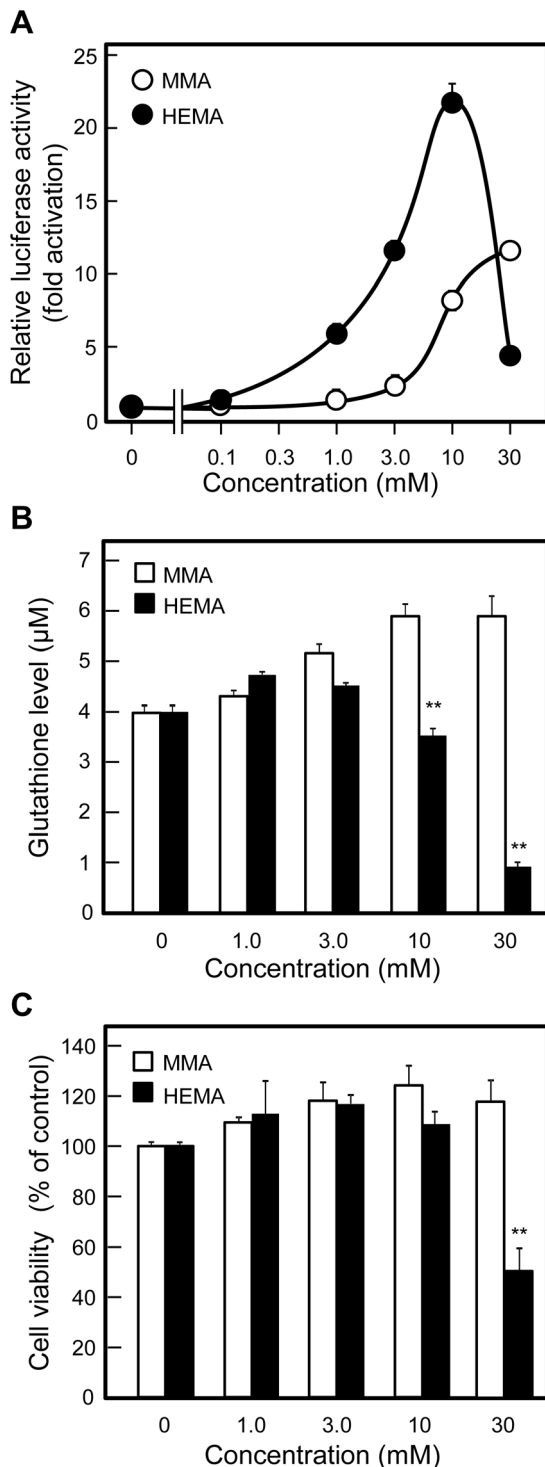 A
Relative luciferase activity
(fold activation)
25
20
15
10
5
0
MMA
HEMA
0 0.1 0.3 1.0 3.0 10 30
Concentration (mM)
B
Glutathione level (μM)
7
6
5
4
3
2
1
0
MMA
HEMA
**
**
0 1.0 3.0 10 30
Concentration (mM)
C
Cell viability (% of control)
140
120
100
80
60
40
20
0
MMA
HEMA
**
0 1.0 3.0 10 30
Concentration (mM)